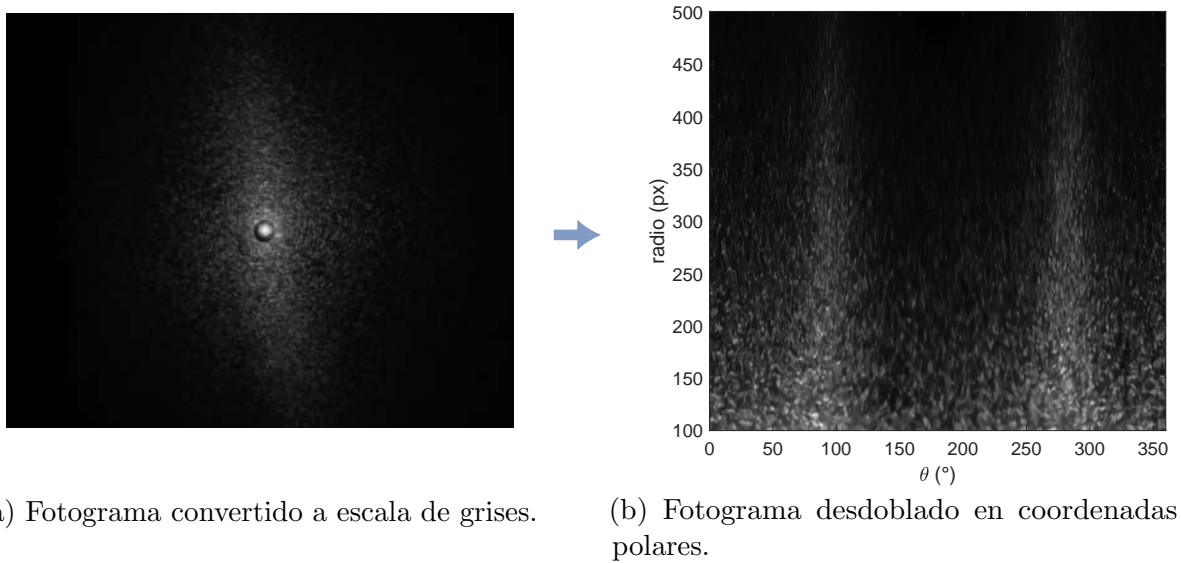 500
450
400
350
300
250
200
150
100
radio (px)
0 50 100 150 200 250 300 350
θ (°)
) Fotograma convertido a escala de grises.
(b) Fotograma desdoblado en coordenadas
polares.